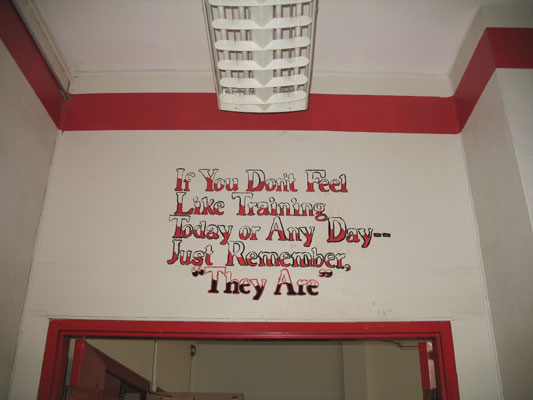 If You Don't Feel
Like Training
Today or Any Day--
Just Remember,
"They Are"